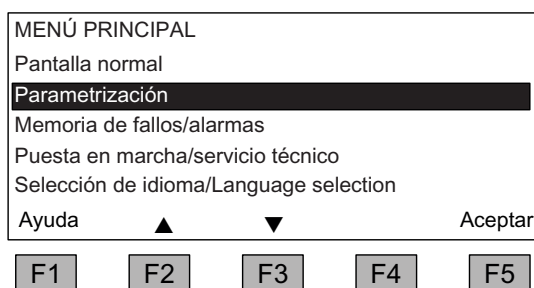 MENÚ PRINCIPAL
Pantalla normal
Parametrización
Memoria de fallos/alarmas
Puesta en marcha/servicio técnico
Selección de idioma/Language selection
Ayuda ▲ ▼ Aceptar
F1 F2 F3 F4 F5